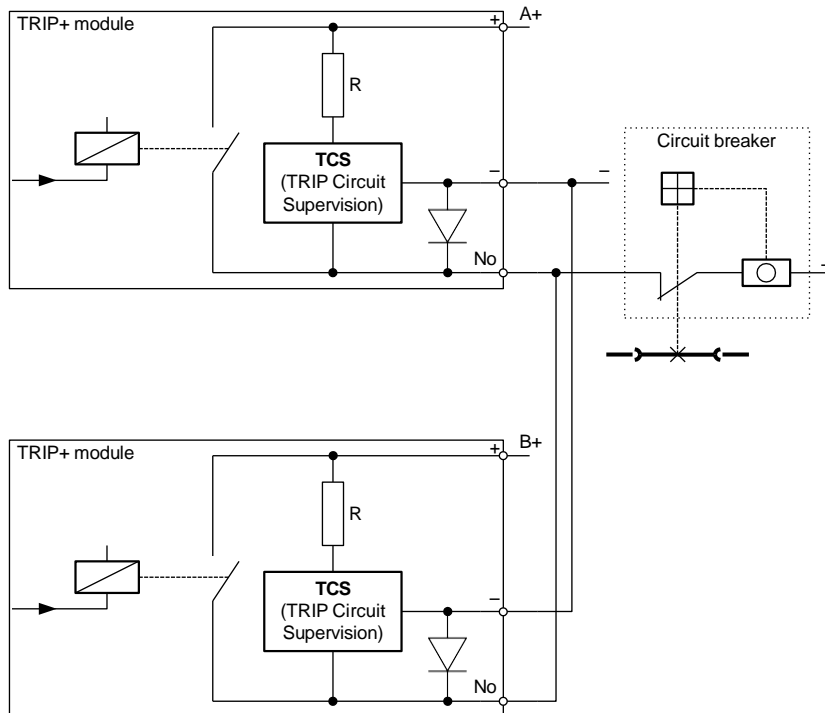 TRIP+ module
+
A+
R
TCS
(TRIP Circuit
Supervision)
–
–
No
Circuit breaker
–
TRIP+ module
+
B+
R
TCS
(TRIP Circuit
Supervision)
–
No